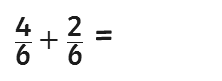 4/6 + 2/6 =